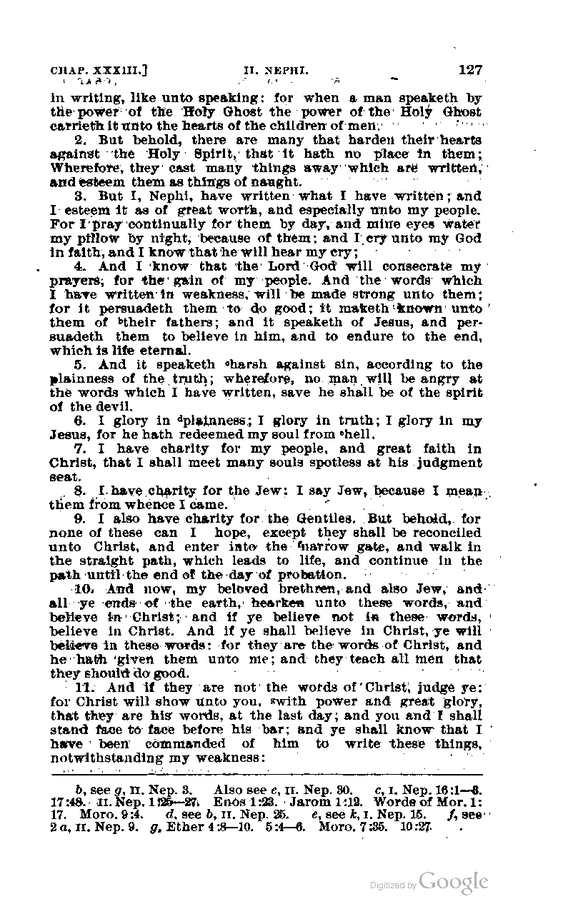 CHAP. XXXIII.] II. NEPHI. 127
in writing, like unto speaking: for when a man speaketh by
the power of the Holy Ghost the power of the Holy Ghost
carrieth it unto the hearts of the children of men.
2. But behold, there are many that harden their hearts
against the Holy Spirit, that it hath no place in them;
Wherefore, they cast many things away which are written,
and esteem them as things of naught.
3. But I, Nephi, have written what I have written; and
I esteem it as of great worth, and especially unto my people.
For I pray continually for them by day, and mine eyes water
my pillow by night, because of them; and I cry unto my God
in faith, and I know that he will hear my cry;
4. And I know that the Lord God will consecrate my
prayers, for the gain of my people. And the words which
I have written in weakness, will be made strong unto them;
for it persuadeth them to do good; it maketh known unto
them of ᵇtheir fathers; and it speaketh of Jesus, and per-
suadeth them to believe in him, and to endure to the end,
which is life eternal.
5. And it speaketh ᶜharsh against sin, according to the
plainness of the truth; wherefore, no man will be angry at
the words which I have written, save he shall be of the spirit
of the devil.
6. I glory in ᵈplainness; I glory in truth; I glory in my
Jesus, for he hath redeemed my soul from ᵉhell.
7. I have charity for my people, and great faith in
Christ, that I shall meet many souls spotless at his judgment
seat.
8. I have charity for the Jew: I say Jew, because I mean
them from whence I came.
9. I also have charity for the Gentiles. But behold, for
none of these can I hope, except they shall be reconciled
unto Christ, and enter into the ᶠnarrow gate, and walk in
the straight path, which leads to life, and continue in the
path until the end of the day of probation.
10. And now, my beloved brethren, and also Jew, and
all ye ends of the earth, hearken unto these words, and
believe in Christ; and if ye believe not in these words,
believe in Christ. And if ye shall believe in Christ, ye will
believe in these words: for they are the words of Christ, and
he hath given them unto me; and they teach all men that
they should do good.
11. And if they are not the words of Christ, judge ye:
for Christ will show unto you, ᵍwith power and great glory,
that they are his words, at the last day; and you and I shall
stand face to face before his bar; and ye shall know that I
have been commanded of him to write these things,
notwithstanding my weakness:
b, see g, II. Nep. 3. Also see c, II. Nep. 30. c, I. Nep. 16:1—3.
17:48. II. Nep. 1:25—27. Enos 1:23. Jarom 1:12. Words of Mor. 1:
17. Moro. 9:4. d, see b, II. Nep. 25. e, see k, I. Nep. 15. f, see
2 a, II. Nep. 9. g, Ether 4:8—10. 5:4—6. Moro. 7:35. 10:27.
Digitized by Google